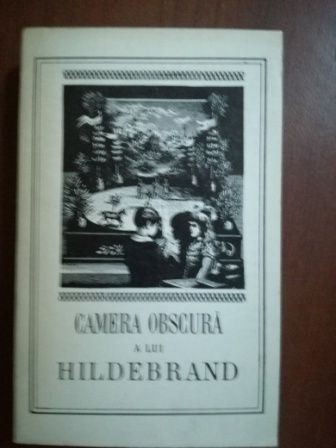 CAMERA OBSCURĂ
A LUI
HILDEBRAND